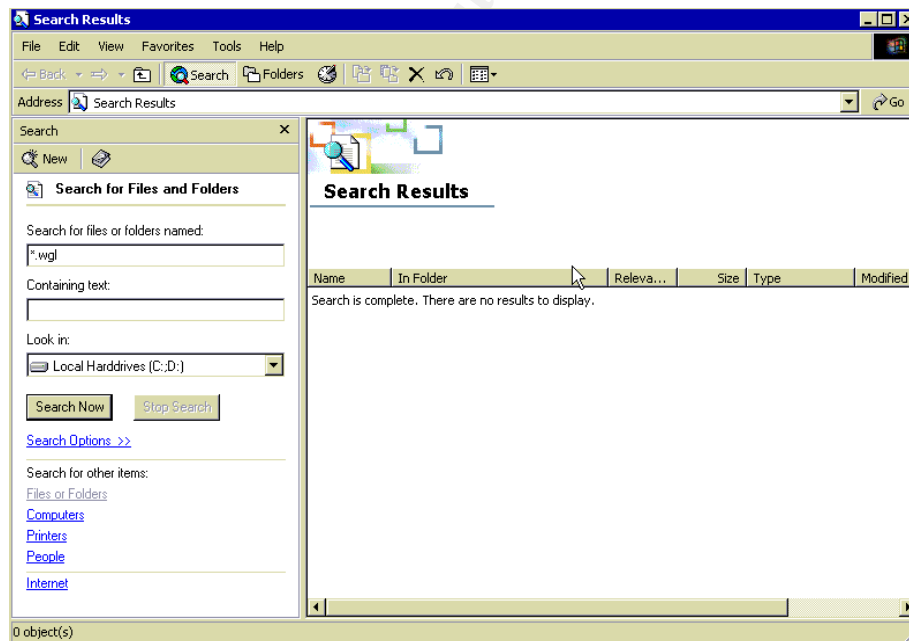 Search Results
File Edit View Favorites Tools Help
Back Search Folders
Address Search Results Go
Search
New
Search for Files and Folders
Search for files or folders named:
*.wgl
Containing text:
Look in:
Local Harddrives (C:;D:)
Search Now Stop Search
Search Options >>
Search for other items:
Files or Folders
Computers
Printers
People
Internet
Search Results
Name In Folder Releva... Size Type Modified
Search is complete. There are no results to display.
0 object(s)